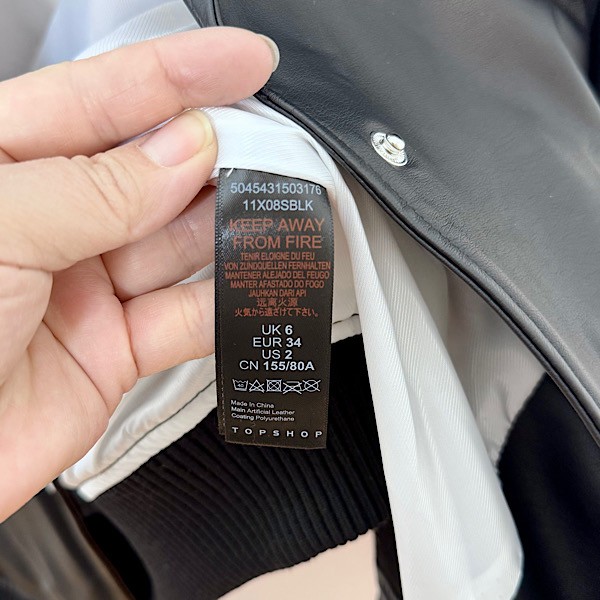 5045431503176
11X08SBLK
KEEP AWAY
FROM FIRE
TENIR ELOIGNE DU FEU
VON ZUNDQUELLEN FERNHALTEN
MANTENER ALEJADO DEL FEUGO
MANTER AFASTADO DO FOGO
JAUHKAN DARI API
远离火源
火気から遠ざけて下さい。
UK 6
EUR 34
US 2
CN 155/80A
Made In China
Main Artificial Leather
Coating Polyurethane
TOPSHOP